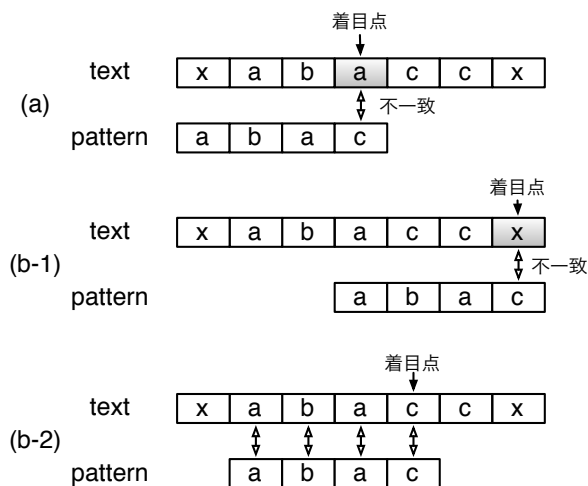 着目点
text x a b a c c x
(a)
不一致
pattern a b a c
着目点
text x a b a c c x
(b-1)
不一致
pattern a b a c
着目点
text x a b a c c x
(b-2)
pattern a b a c